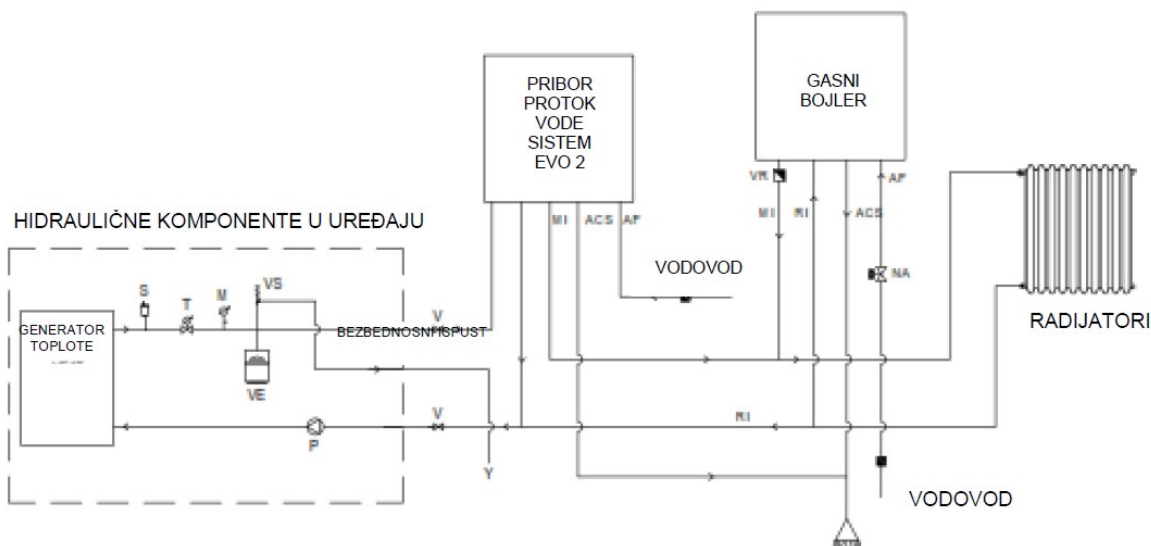 PRIBOR
PROTOK
VODE
SISTEM
EVO 2
GASNI
BOJLER
VR
AF
MI
ACS
AF
MI
RI
ACS
HIDRAULIČNE KOMPONENTE U UREĐAJU
VODOVOD
NA
S
T
M
VS
V
BEZBEDNOSNI ISPUST
GENERATOR
TOPLOTE
RADIJATORI
VE
V
RI
P
Y
VODOVOD